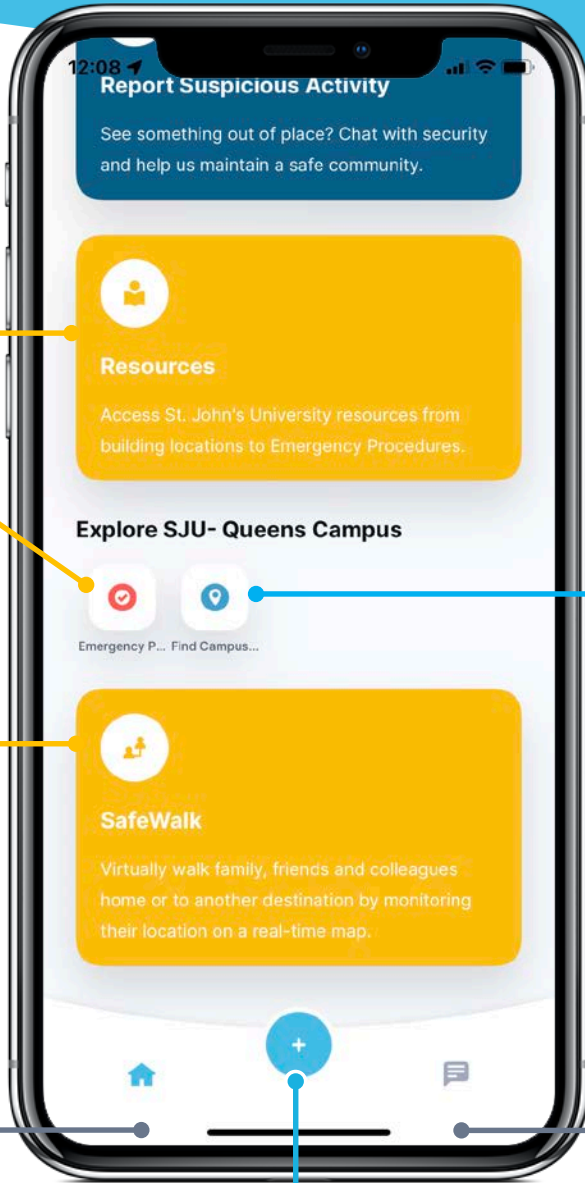 12:08
Report Suspicious Activity
See something out of place? Chat with security
and help us maintain a safe community.
Resources
Access St. John's University resources from
building locations to Emergency Procedures.
Explore SJU- Queens Campus
Emergency P... Find Campus...
SafeWalk
Virtually walk family, friends and colleagues
home or to another destination by monitoring
their location on a real-time map.